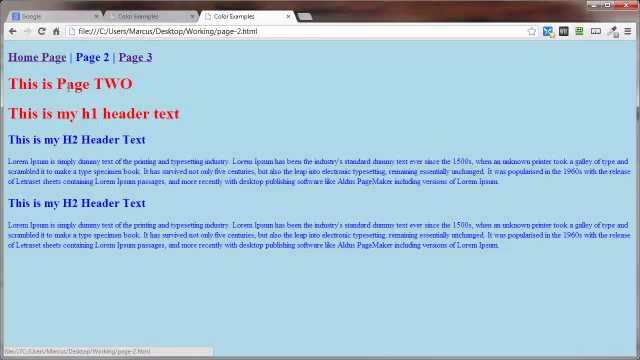 Google
Color Examples
Color Examples
file:///C:/Users/Marcus/Desktop/Working/page-2.html
Home Page | Page 2 | Page 3
This is Page TWO
This is my h1 header text
This is my H2 Header Text
Lorem Ipsum is simply dummy text of the printing and typesetting industry. Lorem Ipsum has been the industry's standard dummy text ever since the 1500s, when an unknown printer took a galley of type and
scrambled it to make a type specimen book. It has survived not only five centuries, but also the leap into electronic typesetting, remaining essentially unchanged. It was popularised in the 1960s with the release
of Letraset sheets containing Lorem Ipsum passages, and more recently with desktop publishing software like Aldus PageMaker including versions of Lorem Ipsum.
This is my H2 Header Text
Lorem Ipsum is simply dummy text of the printing and typesetting industry. Lorem Ipsum has been the industry's standard dummy text ever since the 1500s, when an unknown printer took a galley of type and
scrambled it to make a type specimen book. It has survived not only five centuries, but also the leap into electronic typesetting, remaining essentially unchanged. It was popularised in the 1960s with the release
of Letraset sheets containing Lorem Ipsum passages, and more recently with desktop publishing software like Aldus PageMaker including versions of Lorem Ipsum.
file:///C:/Users/Marcus/Desktop/Working/page-2.html